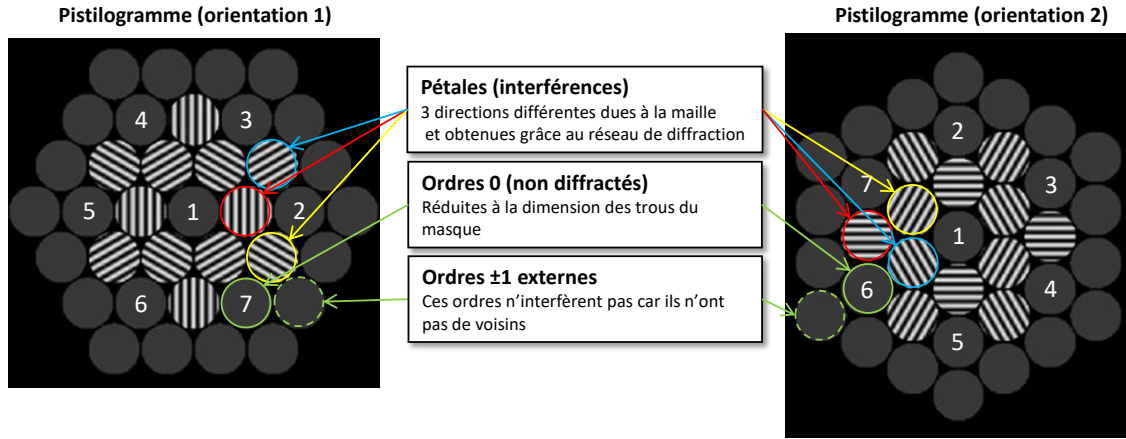 Pistilogramme (orientation 1)
Pistilogramme (orientation 2)
4
3
5
1
2
6
7
Pétales (interférences)
3 directions différentes dues à la maille
et obtenues grâce au réseau de diffraction
Ordres 0 (non diffractés)
Réduites à la dimension des trous du
masque
Ordres ±1 externes
Ces ordres n’interfèrent pas car ils n’ont
pas de voisins
2
7
3
1
6
4
5